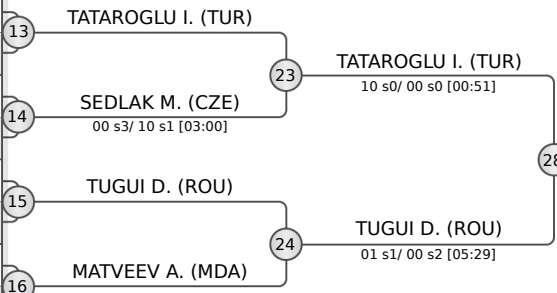 TATAROGLU I. (TUR)
13
23
TATAROGLU I. (TUR)
10 s0/ 00 s0 [00:51]
SEDLAK M. (CZE)
14
00 s3/ 10 s1 [03:00]
28
TUGUI D. (ROU)
15
24
TUGUI D. (ROU)
01 s1/ 00 s2 [05:29]
MATVEEV A. (MDA)
16